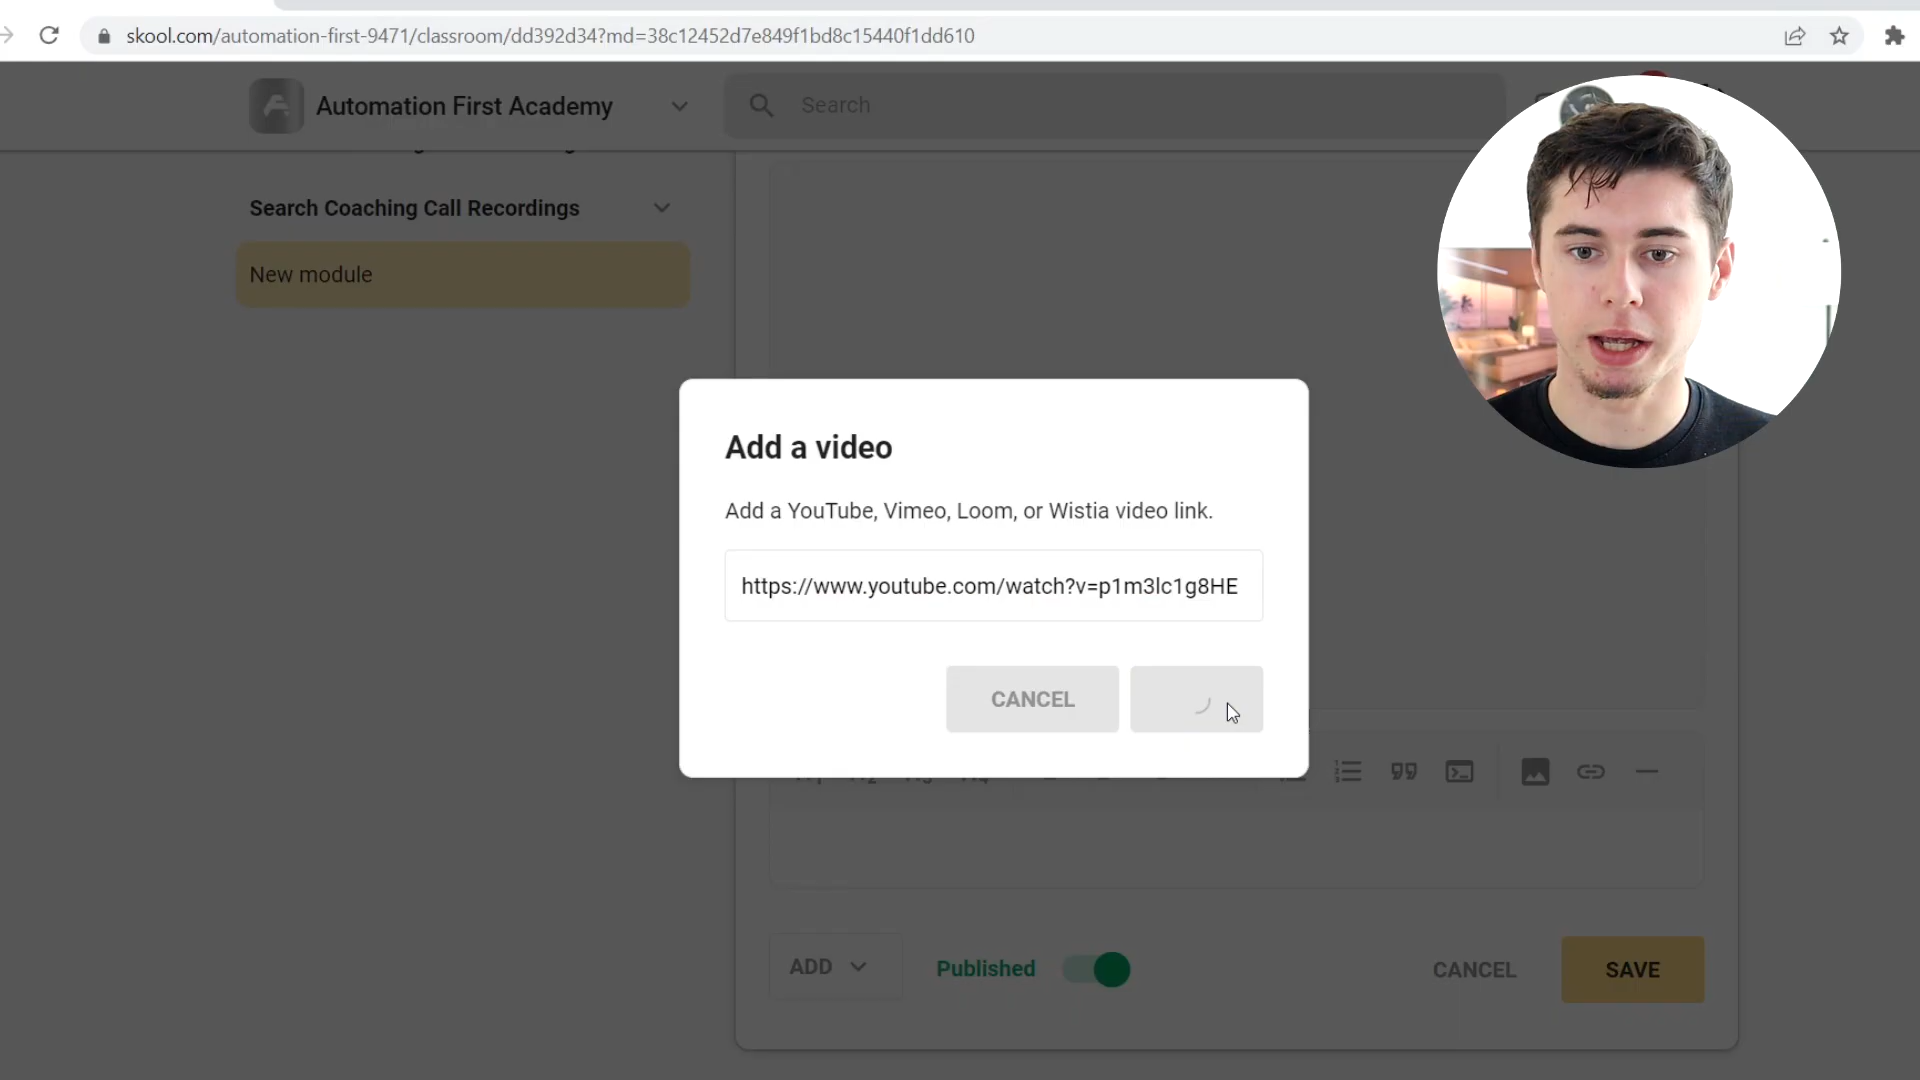 skool.com/automation-first-9471/classroom/dd392d34?md=38c12452d7e849f1bd8c15440f1dd610
Automation First Academy
Search
Search Coaching Call Recordings
New module
Add a video
Add a YouTube, Vimeo, Loom, or Wistia video link.
https://www.youtube.com/watch?v=p1m3lc1g8HE
CANCEL
ADD
Published
CANCEL
SAVE